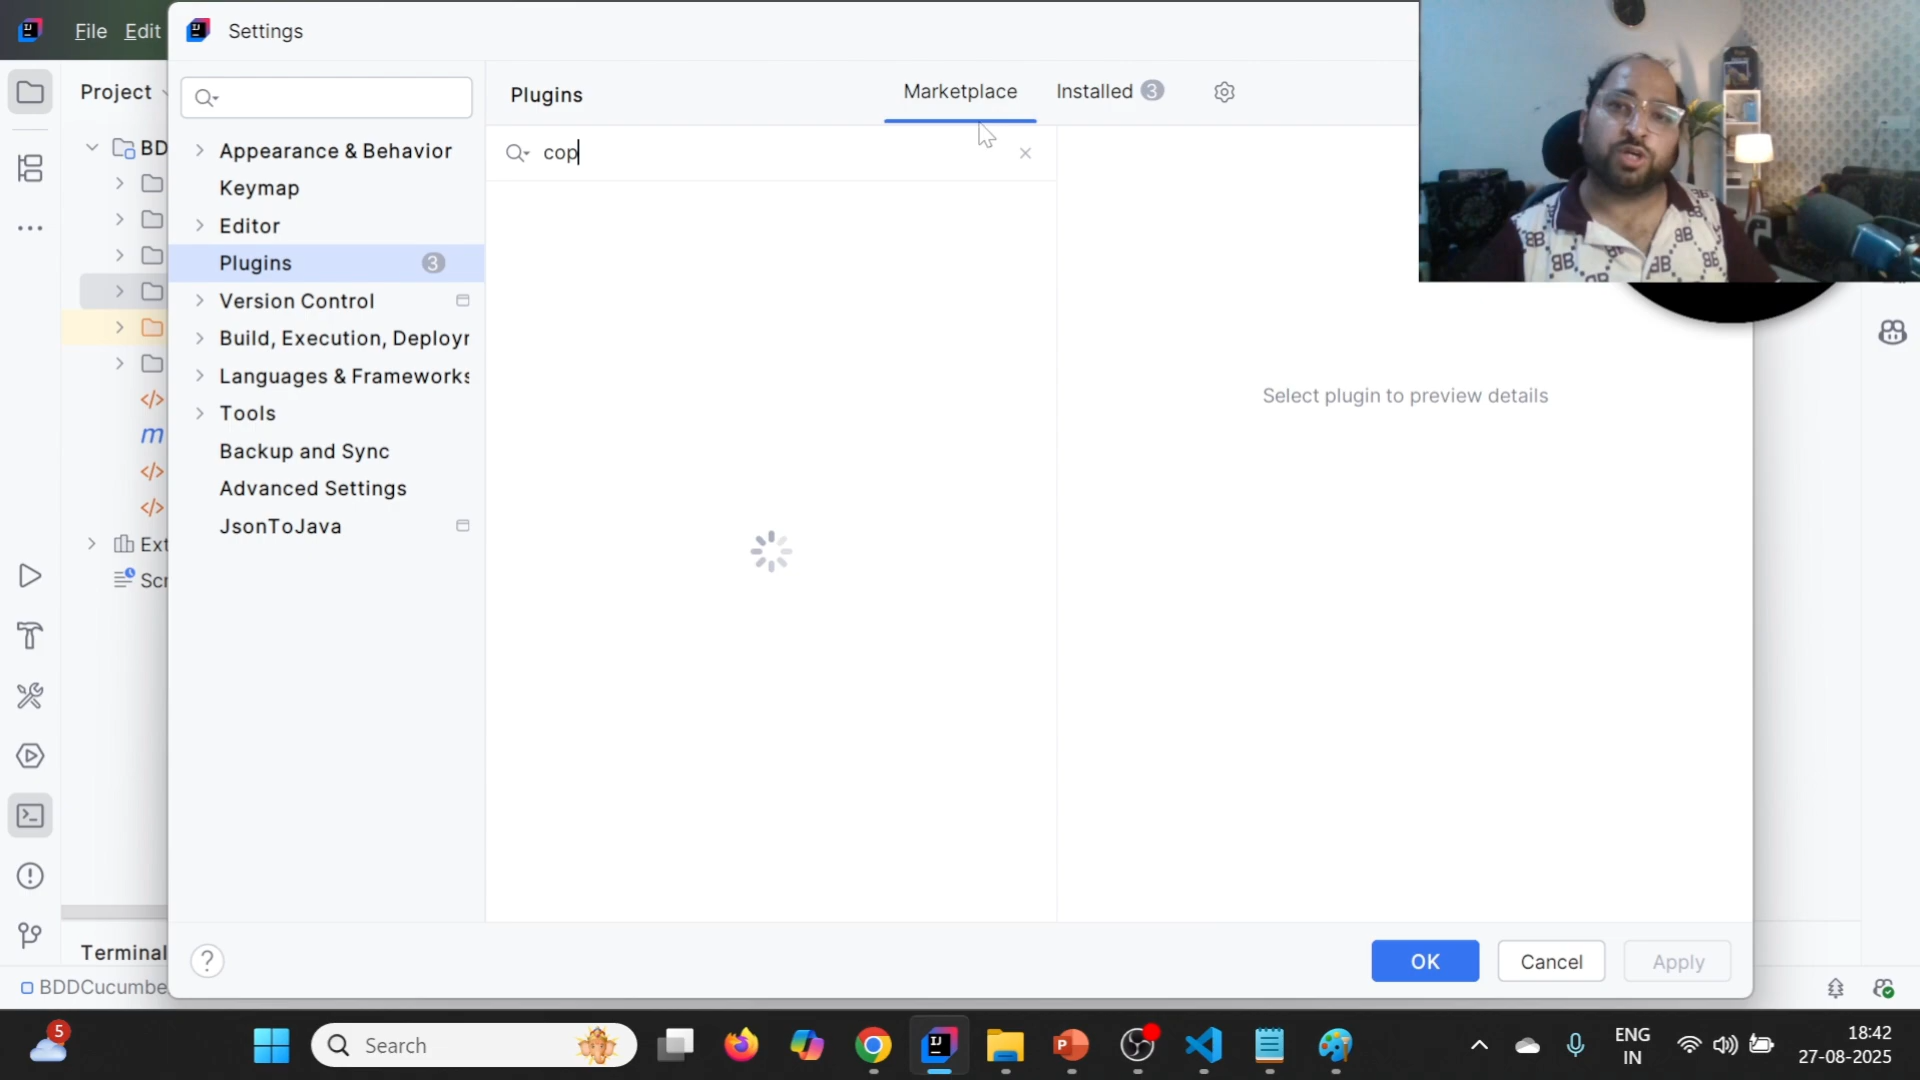 File Edit
Settings
Project
Plugins
Marketplace
Installed 3
BD
cop
Appearance & Behavior
Keymap
Editor
Plugins 3
Version Control
Build, Execution, Deployr
Languages & Frameworks
Tools
Backup and Sync
Advanced Settings
JsonToJava
Select plugin to preview details
m
Ext
Scr
Terminal
?
OK
Cancel
Apply
BDDCucumbe
5
Search
ENG
IN
18:42
27-08-2025